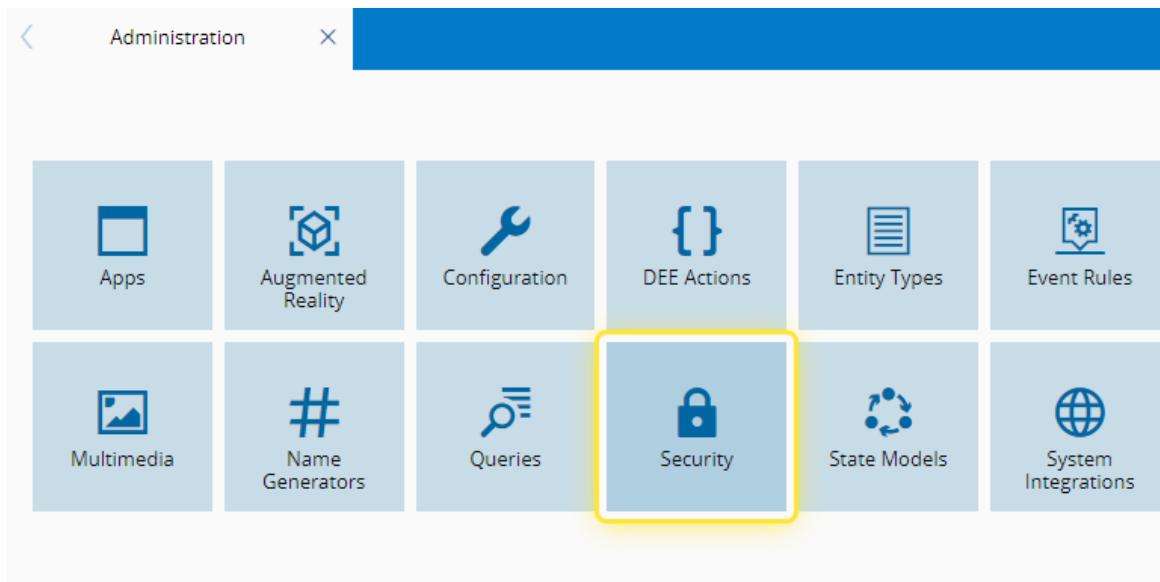 Administration
Apps
Augmented
Reality
Configuration
DEE Actions
Entity Types
Event Rules
Multimedia
Name
Generators
Queries
Security
State Models
System
Integrations